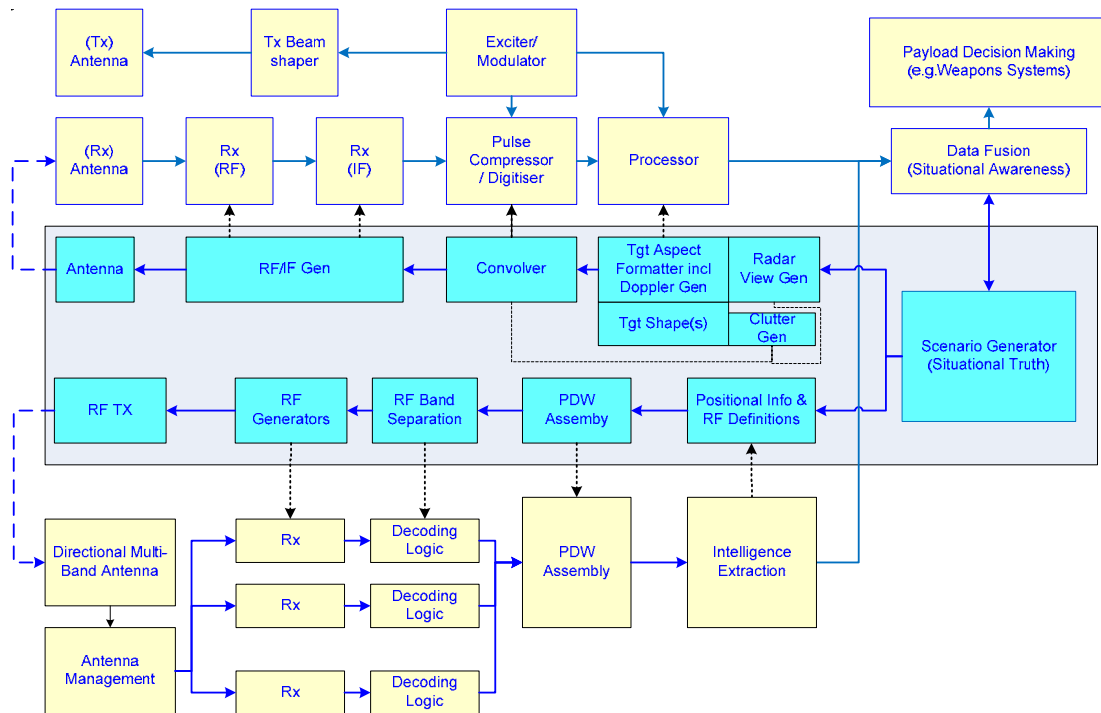 (Tx)
Antenna
Tx Beam
shaper
Exciter/
Modulator
Payload Decision Making
(e.g.Weapons Systems)
(Rx)
Antenna
Rx
(RF)
Rx
(IF)
Pulse
Compressor
/ Digitiser
Processor
Data Fusion
(Situational Awareness)
Antenna
RF/IF Gen
Convolver
Tgt Aspect
Formatter incl
Doppler Gen
Radar
View Gen
Tgt Shape(s)
Clutter
Gen
Scenario Generator
(Situational Truth)
RF TX
RF
Generators
RF Band
Separation
PDW
Assemby
Positional Info &
RF Definitions
Directional Multi-
Band Antenna
Rx
Decoding
Logic
PDW
Assembly
Intelligence
Extraction
Rx
Decoding
Logic
Antenna
Management
Rx
Decoding
Logic